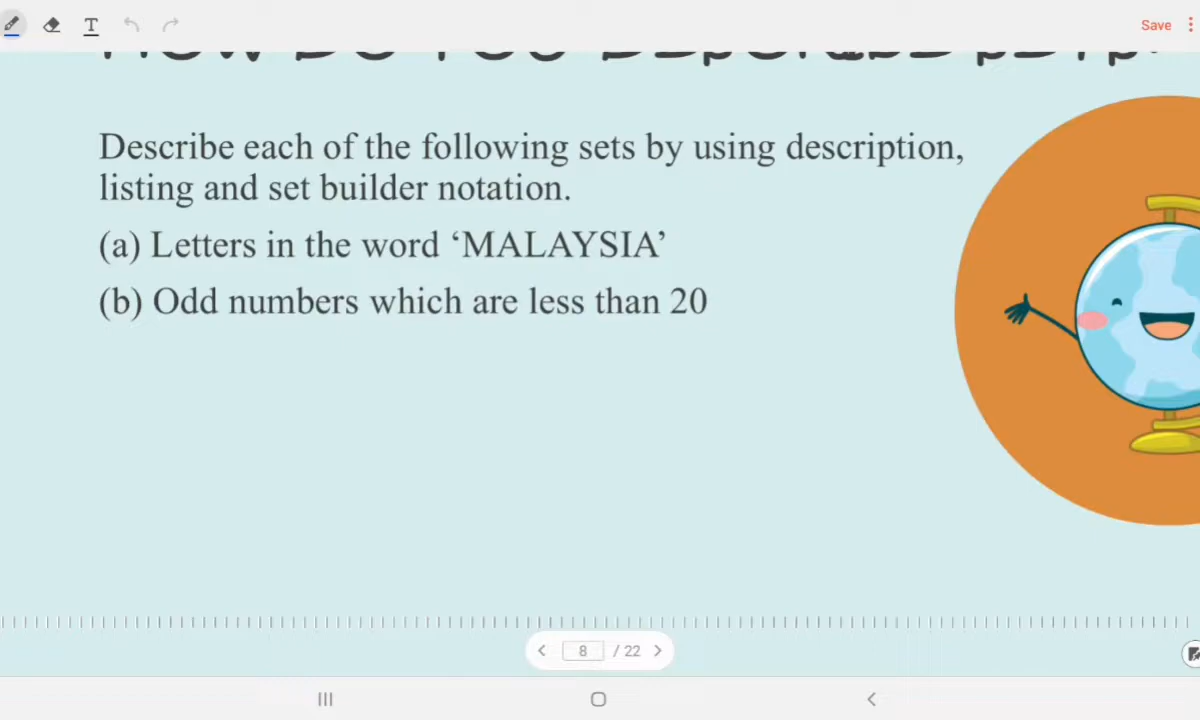 T
Save
Describe each of the following sets by using description,
listing and set builder notation.
(a) Letters in the word ‘MALAYSIA’
(b) Odd numbers which are less than 20
8 / 22